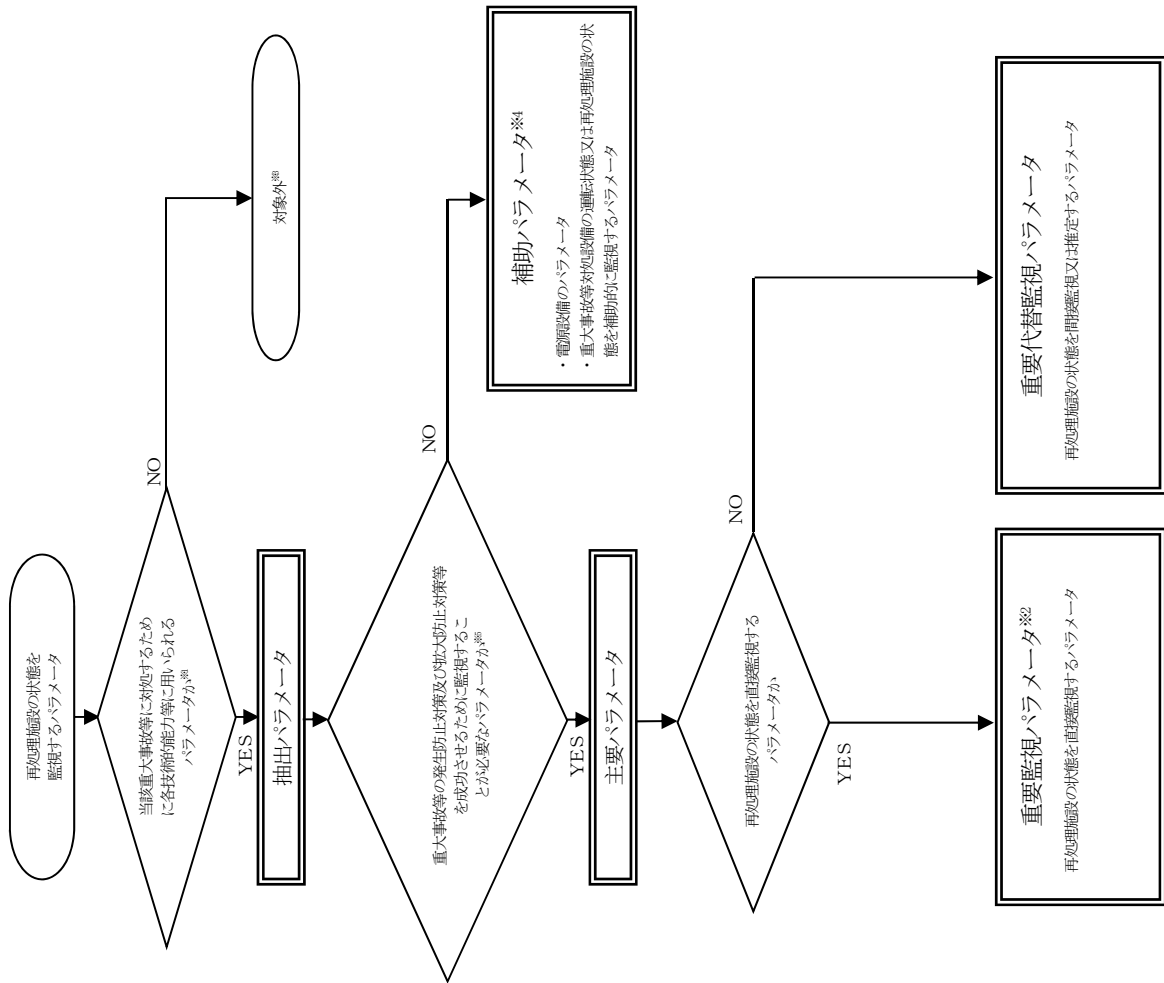 再処理施設の状態を
監視するパラメータ
当該重大事故等に対処するため
に各技術的能力等に用いられる
パラメータか
NO
対象外
YES
抽出パラメータ
重大事故等の発生防止対策及び拡大防止対策等
を成功させるために監視するこ
とが必要なパラメータか
NO
補助パラメータ※4
・電源設備のパラメータ
・重大事故等対処設備の運転状態又は再処理施設の状
態を補助的に監視するパラメータ
YES
主要パラメータ
再処理施設の状態を直接監視する
パラメータか
NO
YES
重要監視パラメータ※2
再処理施設の状態を直接監視するパラメータ
重要代替監視パラメータ
再処理施設の状態を間接監視又は推定するパラメータ